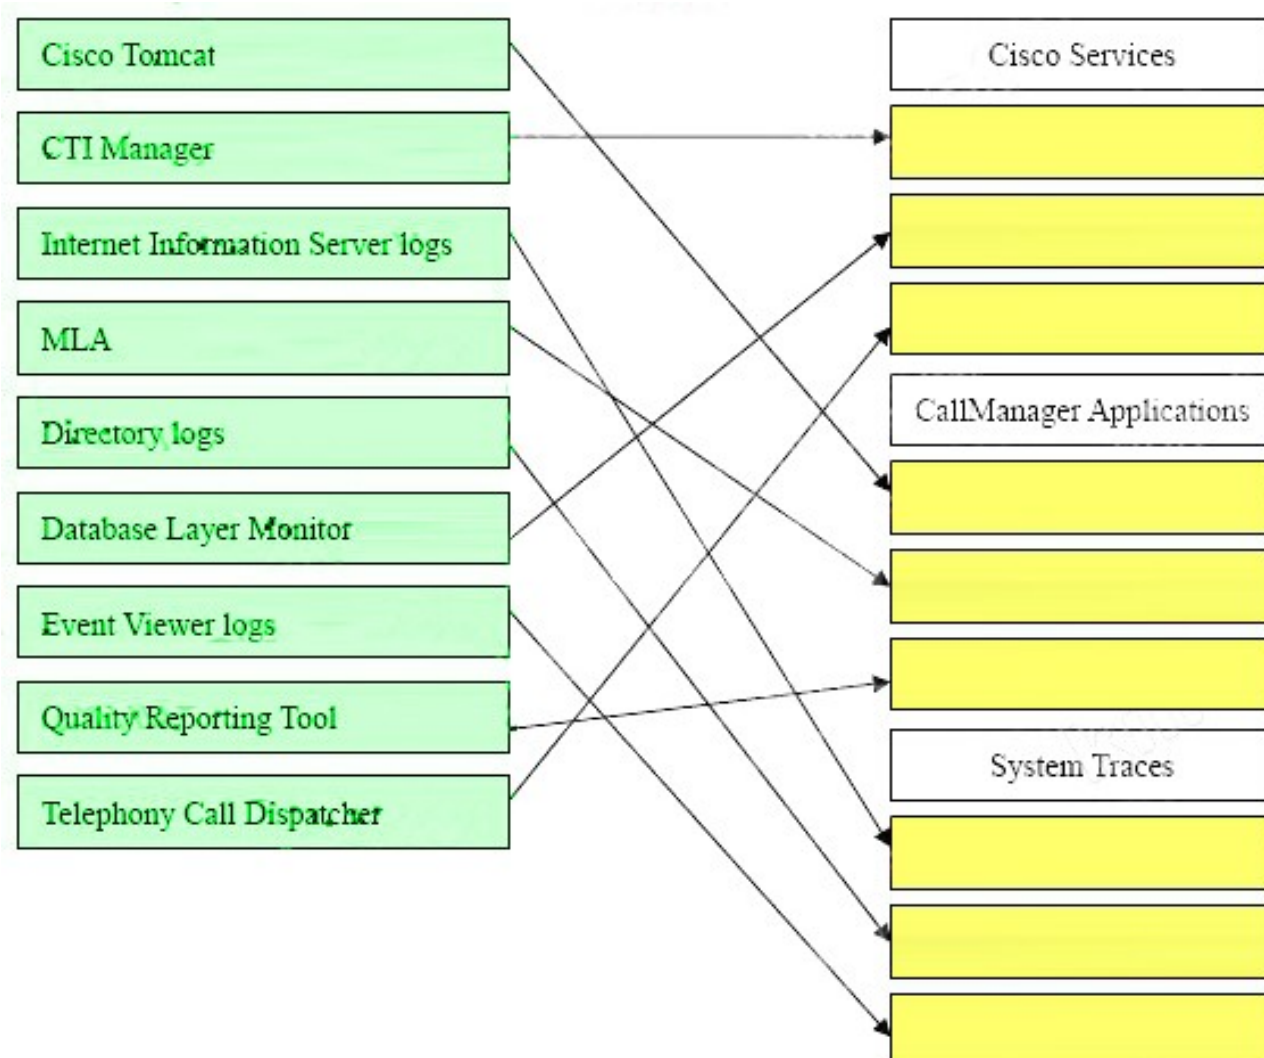 Cisco Tomcat
CTI Manager
Internet Information Server logs
MLA
Directory logs
Database Layer Monitor
Event Viewer logs
Quality Reporting Tool
Telephony Call Dispatcher
Cisco Services
CallManager Applications
System Traces